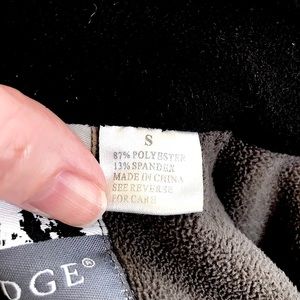 S
87% POLYESTER
13% SPANDEX
MADE IN CHINA
SEE REVERSE
FOR CARE
DGE®